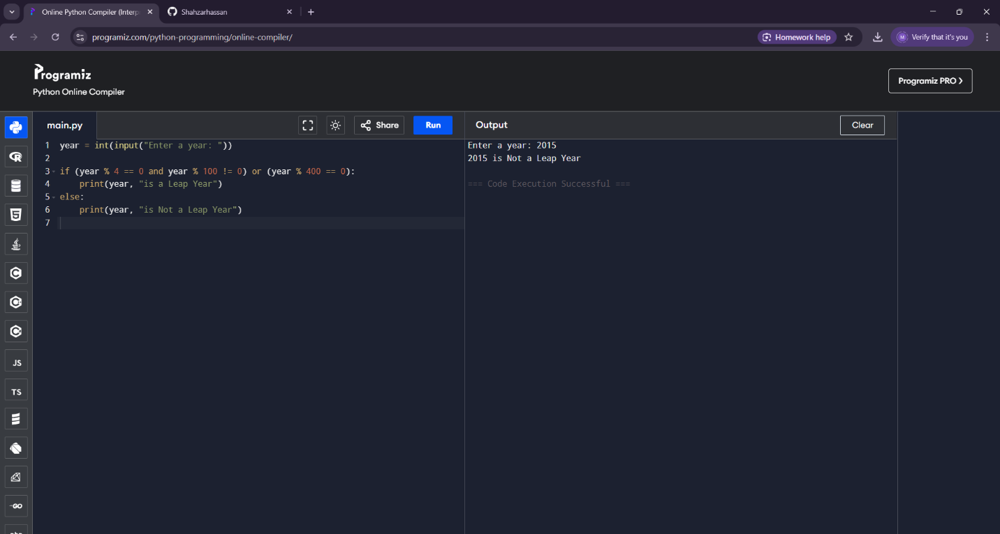 Online Python Compiler (Interp
Shahzarhassan
programiz.com/python-programming/online-compiler/
Homework help
M
Verify that it's you
Programiz
Python Online Compiler
Programiz PRO
main.py
Share
Run
Output
Clear
1 year = int(input("Enter a year: "))
2
3 if (year % 4 == 0 and year % 100 != 0) or (year % 400 == 0):
4     print(year, "is a Leap Year")
5 else:
6     print(year, "is Not a Leap Year")
7
Enter a year: 2015
2015 is Not a Leap Year
=== Code Execution Successful ===
R
5
C
C
C
JS
TS
GO